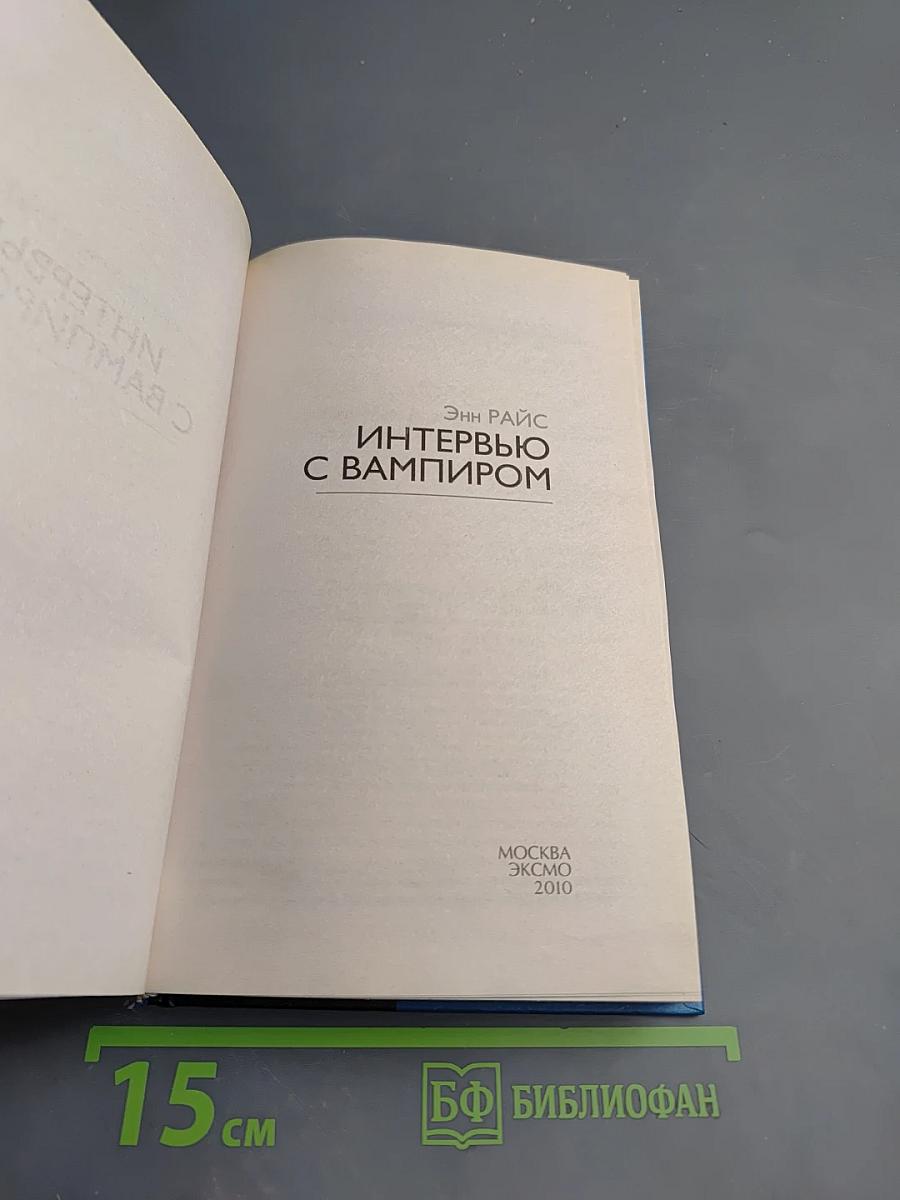 Энн РАЙС
ИНТЕРВЬЮ
С ВАМПИРОМ
МОСКВА
ЭКСМО
2010
15 см
БФ БИБЛИОФАН